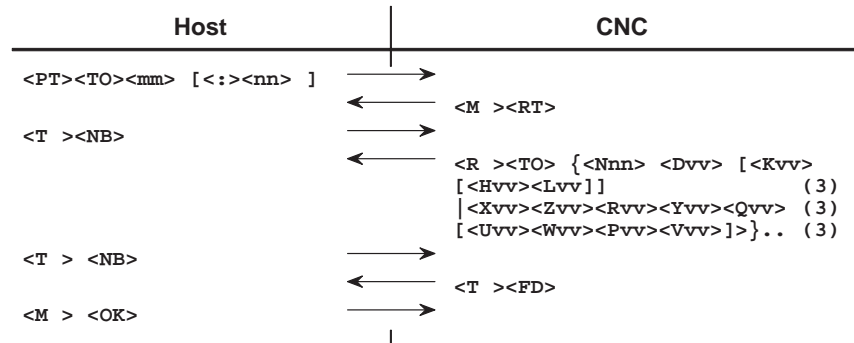 Host CNC
<PT><TO><mm> [<:><nn> ]
<M ><RT>
<T ><NB>
<R ><TO> {<Nnn> <Dvv> [<Kvv>
[<Hvv><Lvv]] (3)
|<Xvv><Zvv><Rvv><Yvv><Qvv> (3)
[<Uvv><Wvv><Pvv><Vvv>]>}.. (3)
<T > <NB>
<T ><FD>
<M > <OK>